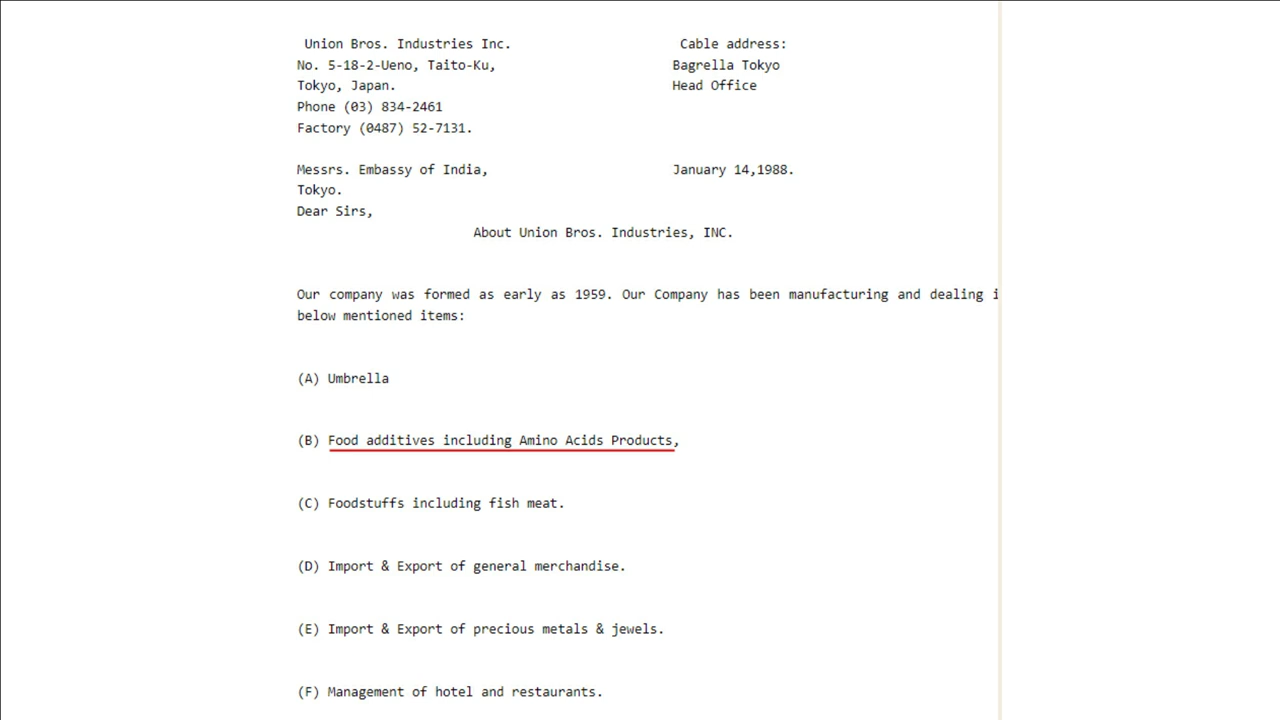 Union Bros. Industries Inc. Cable address:
No. 5-18-2-Ueno, Taito-Ku, Bagrella Tokyo
Tokyo, Japan. Head Office
Phone (03) 834-2461
Factory (0487) 52-7131.
Messrs. Embassy of India, January 14,1988.
Tokyo.
Dear Sirs,
About Union Bros. Industries, INC.
Our company was formed as early as 1959. Our Company has been manufacturing and dealing i
below mentioned items:
(A) Umbrella
(B) Food additives including Amino Acids Products,
(C) Foodstuffs including fish meat.
(D) Import & Export of general merchandise.
(E) Import & Export of precious metals & jewels.
(F) Management of hotel and restaurants.